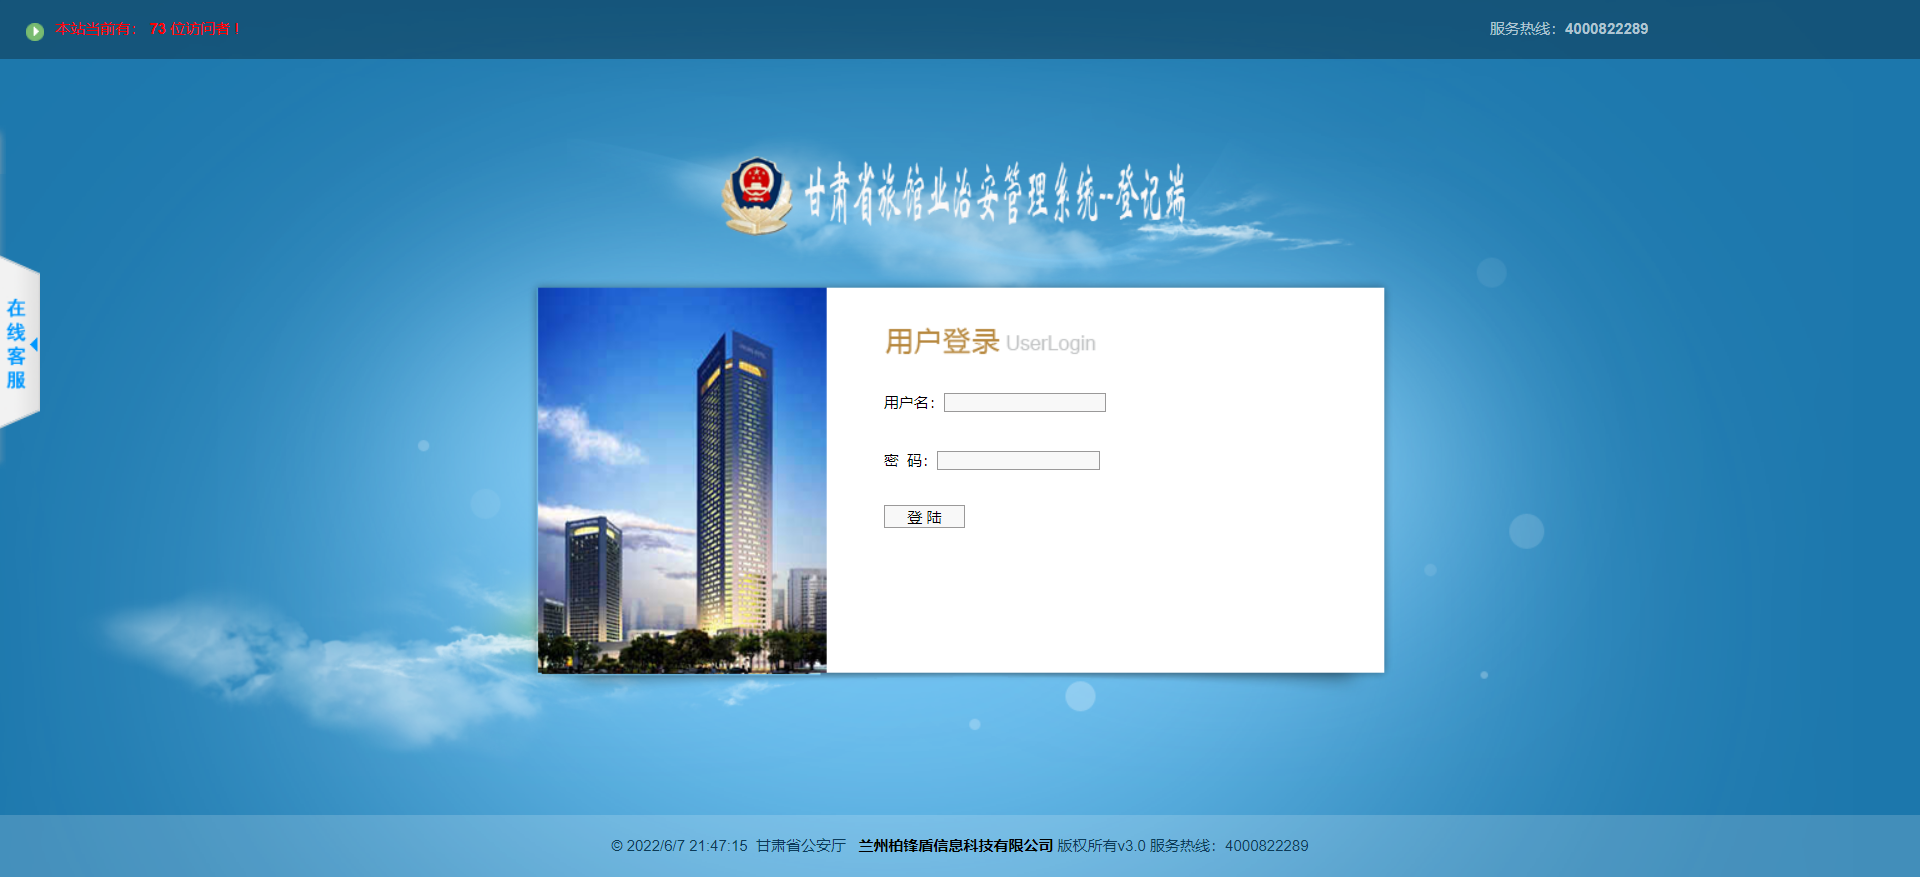 本站当前有： 73 位访问者 !
服务热线：4000822289
甘肃省旅馆业治安管理系统--登记端
在线客服
用户登录 UserLogin
用户名：
密 码：
登 陆
© 2022/6/7 21:47:15 甘肃省公安厅 兰州柏锋盾信息科技有限公司 版权所有v3.0 服务热线：4000822289